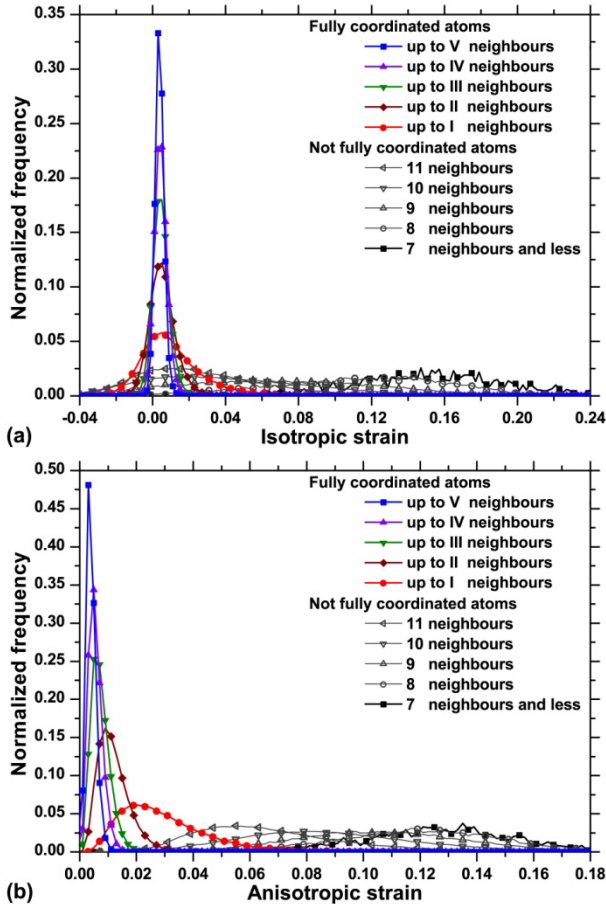 Fully coordinated atoms
up to V neighbours
up to IV neighbours
up to III neighbours
up to II neighbours
up to I neighbours
Not fully coordinated atoms
11 neighbours
10 neighbours
9 neighbours
8 neighbours
7 neighbours and less
Normalized frequency
0.35
0.30
0.25
0.20
0.15
0.10
0.05
0.00
-0.04 0.00 0.04 0.08 0.12 0.16 0.20 0.24
(a) Isotropic strain
Fully coordinated atoms
up to V neighbours
up to IV neighbours
up to III neighbours
up to II neighbours
up to I neighbours
Not fully coordinated atoms
11 neighbours
10 neighbours
9 neighbours
8 neighbours
7 neighbours and less
Normalized frequency
0.50
0.45
0.40
0.35
0.30
0.25
0.20
0.15
0.10
0.05
0.00
0.00 0.02 0.04 0.06 0.08 0.10 0.12 0.14 0.16 0.18
(b) Anisotropic strain